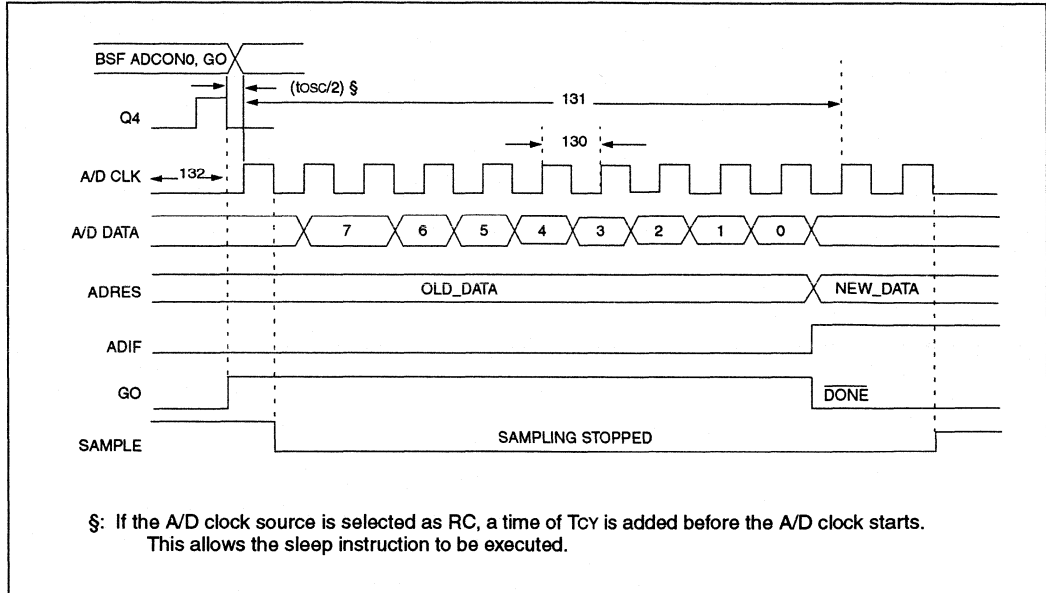 BSF ADCON0, GO
(tOSC/2) §
131
Q4
130
A/D CLK
132
A/D DATA
7 6 5 4 3 2 1 0
ADRES
OLD_DATA
NEW_DATA
ADIF
GO
DONE
SAMPLE
SAMPLING STOPPED
§: If the A/D clock source is selected as RC, a time of TCY is added before the A/D clock starts.
This allows the sleep instruction to be executed.